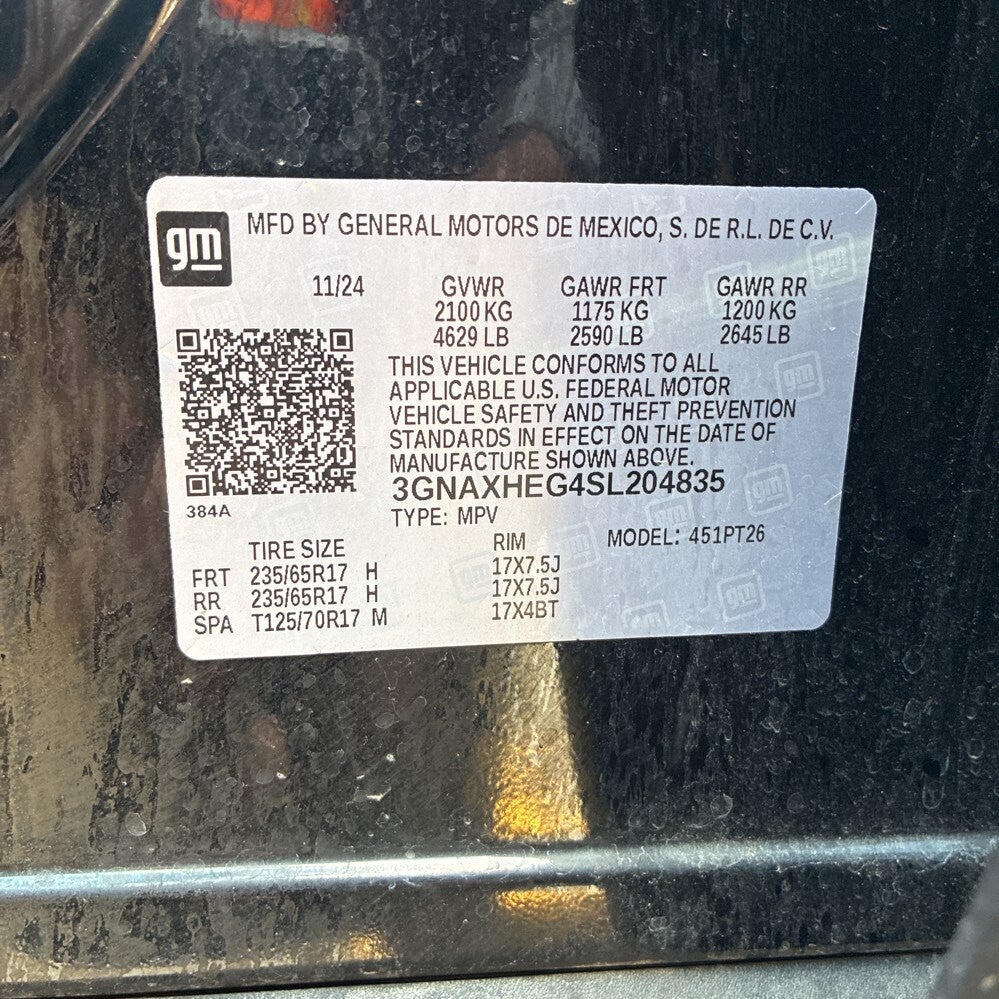 gm
MFD BY GENERAL MOTORS DE MEXICO, S. DE R.L. DE C.V.
11/24 GVWR GAWR FRT GAWR RR
2100 KG 1175 KG 1200 KG
4629 LB 2590 LB 2645 LB
THIS VEHICLE CONFORMS TO ALL
APPLICABLE U.S. FEDERAL MOTOR
VEHICLE SAFETY AND THEFT PREVENTION
STANDARDS IN EFFECT ON THE DATE OF
MANUFACTURE SHOWN ABOVE.
3GNAXHEG4SL204835
384A
TYPE: MPV
TIRE SIZE RIM MODEL: 451PT26
FRT 235/65R17 H 17X7.5J
RR 235/65R17 H 17X7.5J
SPA T125/70R17 M 17X4BT